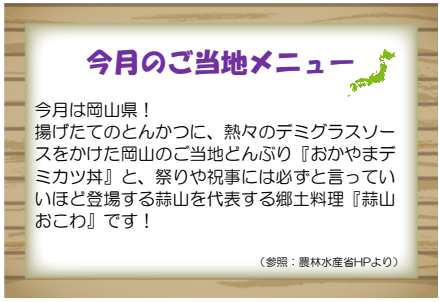 今月のご当地メニュー
今月は岡山県！
揚げたてのとんかつに、熱々のデミグラスソー
スをかけた岡山のご当地どんぶり『おかやまデ
ミカツ丼』と、祭りや祝事には必ずと言ってい
いほど登場する蒜山を代表する郷土料理『蒜山
おこわ』です！
（参照：農林水産省HPより）